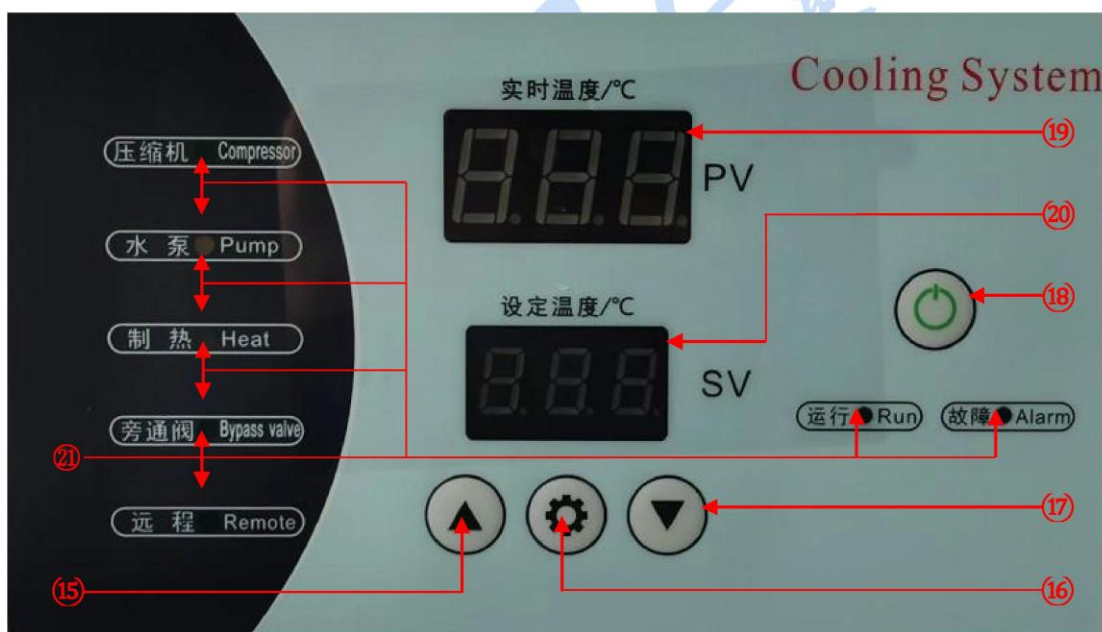 Cooling System
实时温度/℃
⑲
压缩机 Compressor
PV
⑳
水泵 Pump
设定温度/℃
⑱
制热 Heat
SV
运行 Run
故障 Alarm
旁通阀 Bypass valve
㉑
远程 Remote
⑰
⑮
⑯